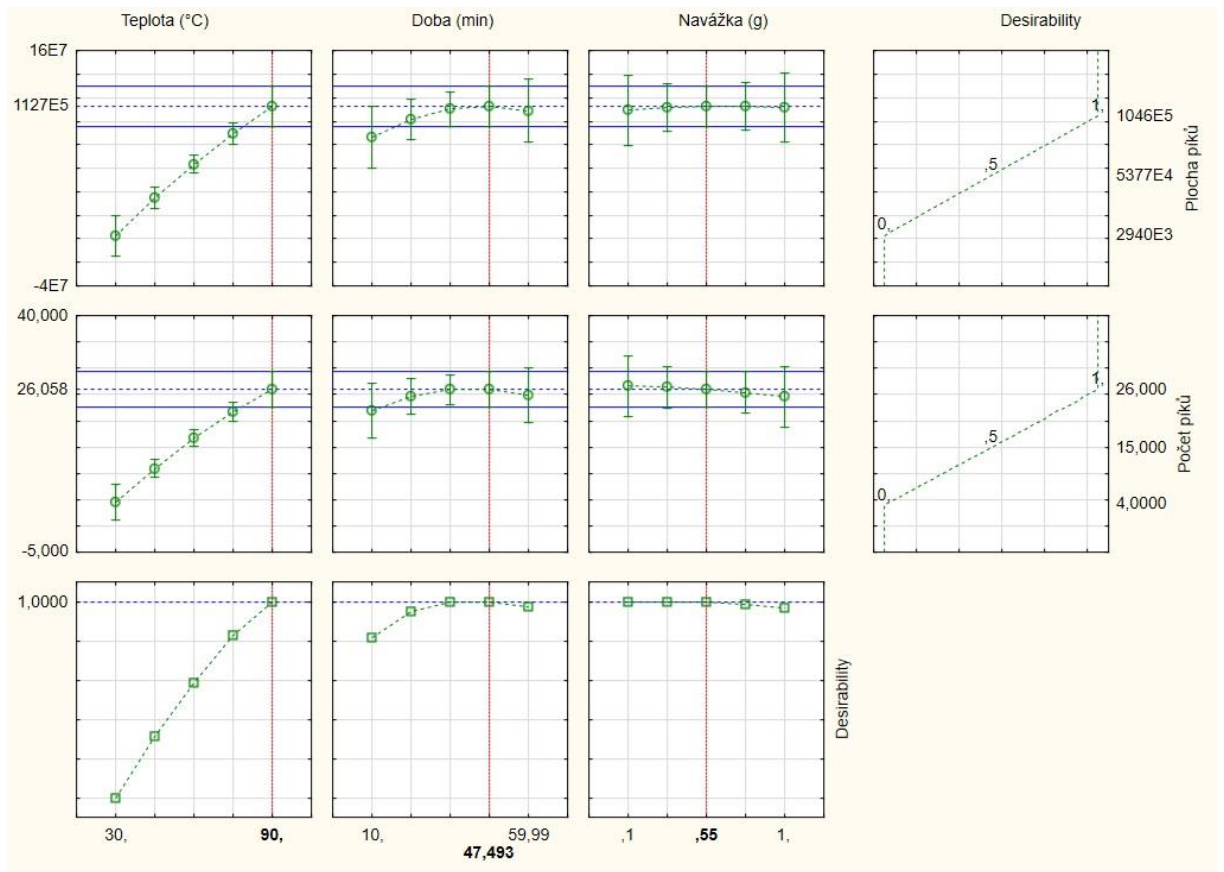 Teplota (°C) Doba (min) Navážka (g) Desirability
16E7
1127E5
-4E7
1,
,5
0,
1046E5
5377E4
2940E3
Plocha píků
40,000
26,058
-5,000
1,
,5
0,
26,000
15,000
4,0000
Počet píků
1,0000
Desirability
30, 90, 10, 59,99 ,1 ,55 1,
47,493